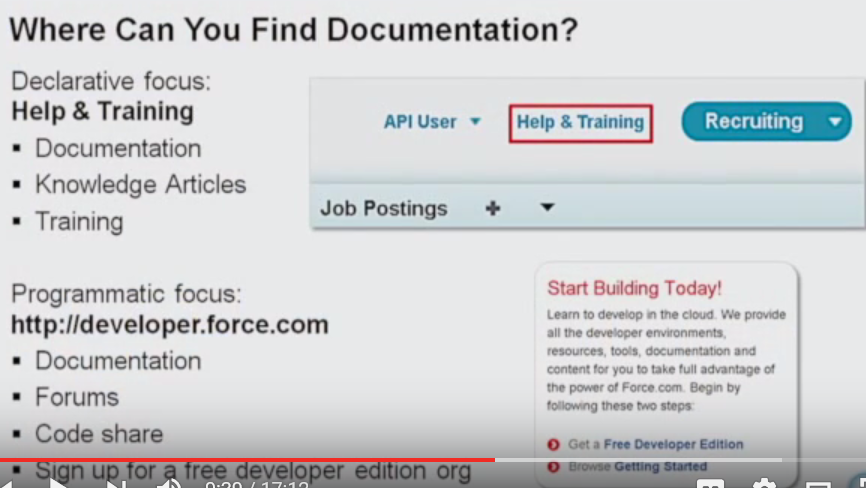 Where Can You Find Documentation?
Declarative focus:
Help & Training
▪ Documentation
▪ Knowledge Articles
▪ Training
API User
Help & Training
Recruiting
Job Postings
Programmatic focus:
http://developer.force.com
▪ Documentation
▪ Forums
▪ Code share
▪ Sign up for a free developer edition org
Start Building Today!
Learn to develop in the cloud. We provide
all the developer environments,
resources, tools, documentation and
content for you to take full advantage of
the power of Force.com. Begin by
following these two steps:
Get a Free Developer Edition
Browse Getting Started